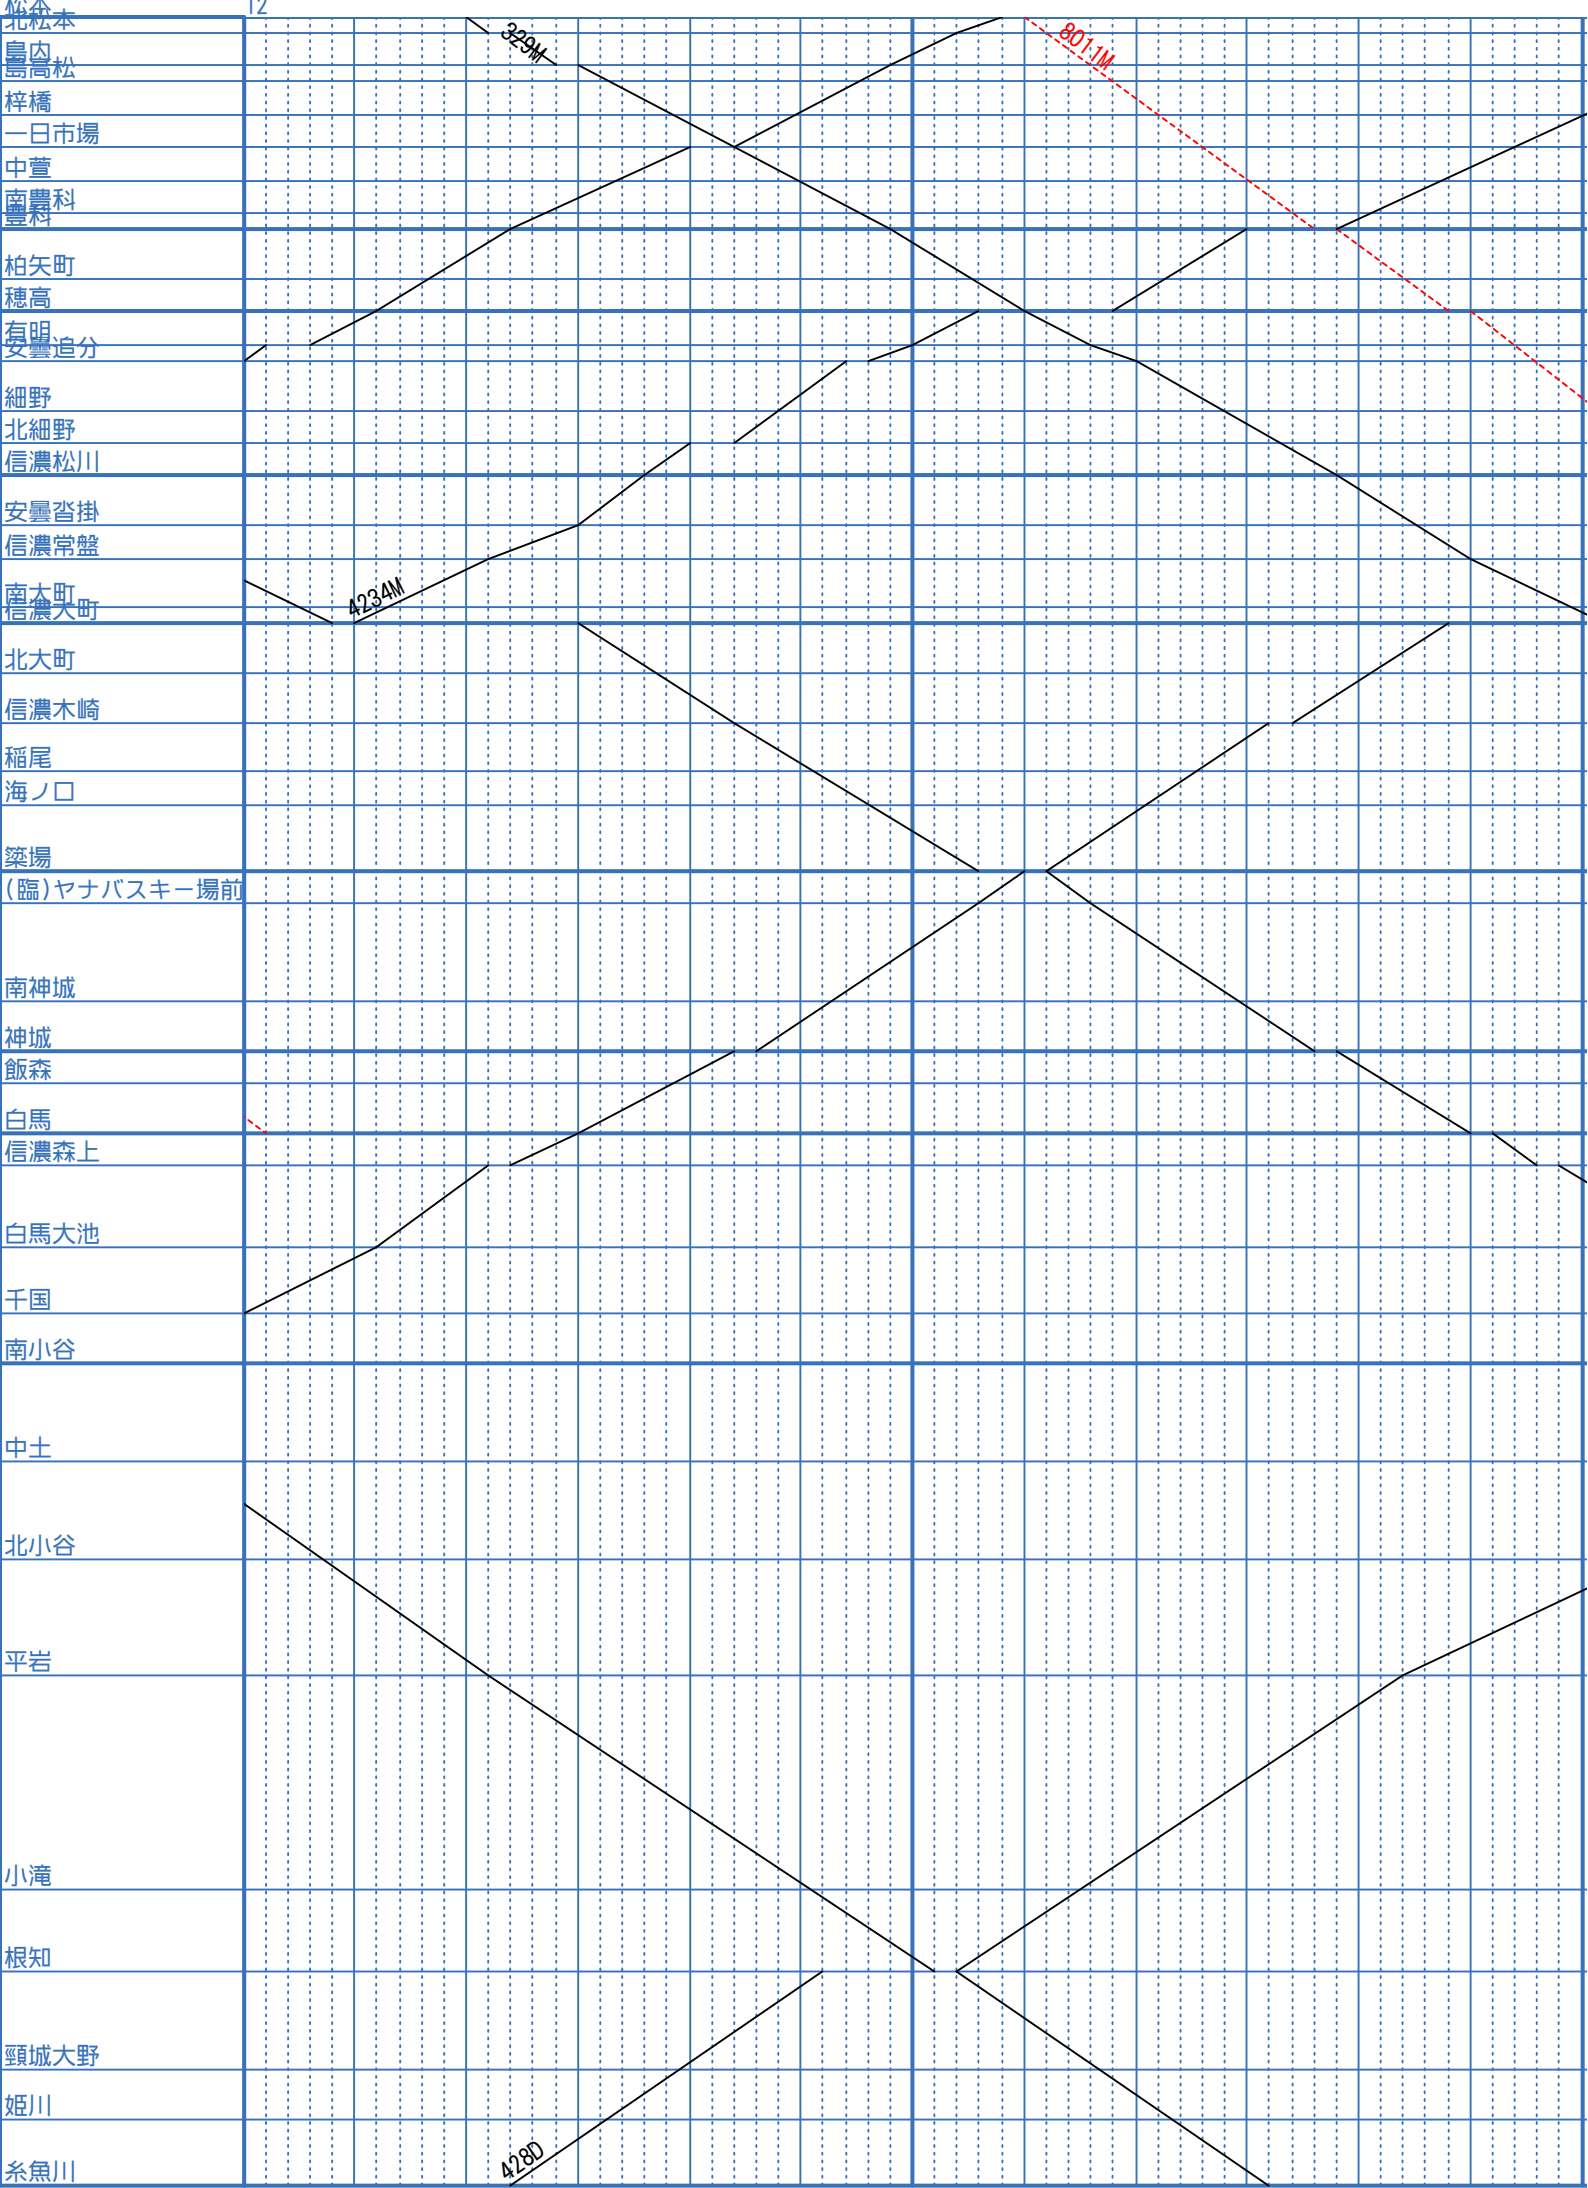 松本 12
北松本
島内
島高松
梓橋
一日市場
中萱
南豊科
豊科
柏矢町
穂高
有明
安曇追分
細野
北細野
信濃松川
安曇沓掛
信濃常盤
南大町
信濃大町
北大町
信濃木崎
稲尾
海ノ口
簗場
(臨)ヤナバスキー場前
南神城
神城
飯森
白馬
信濃森上
白馬大池
千国
南小谷
中土
北小谷
平岩
小滝
根知
頸城大野
姫川
糸魚川
329M
8011M
4234M
428D